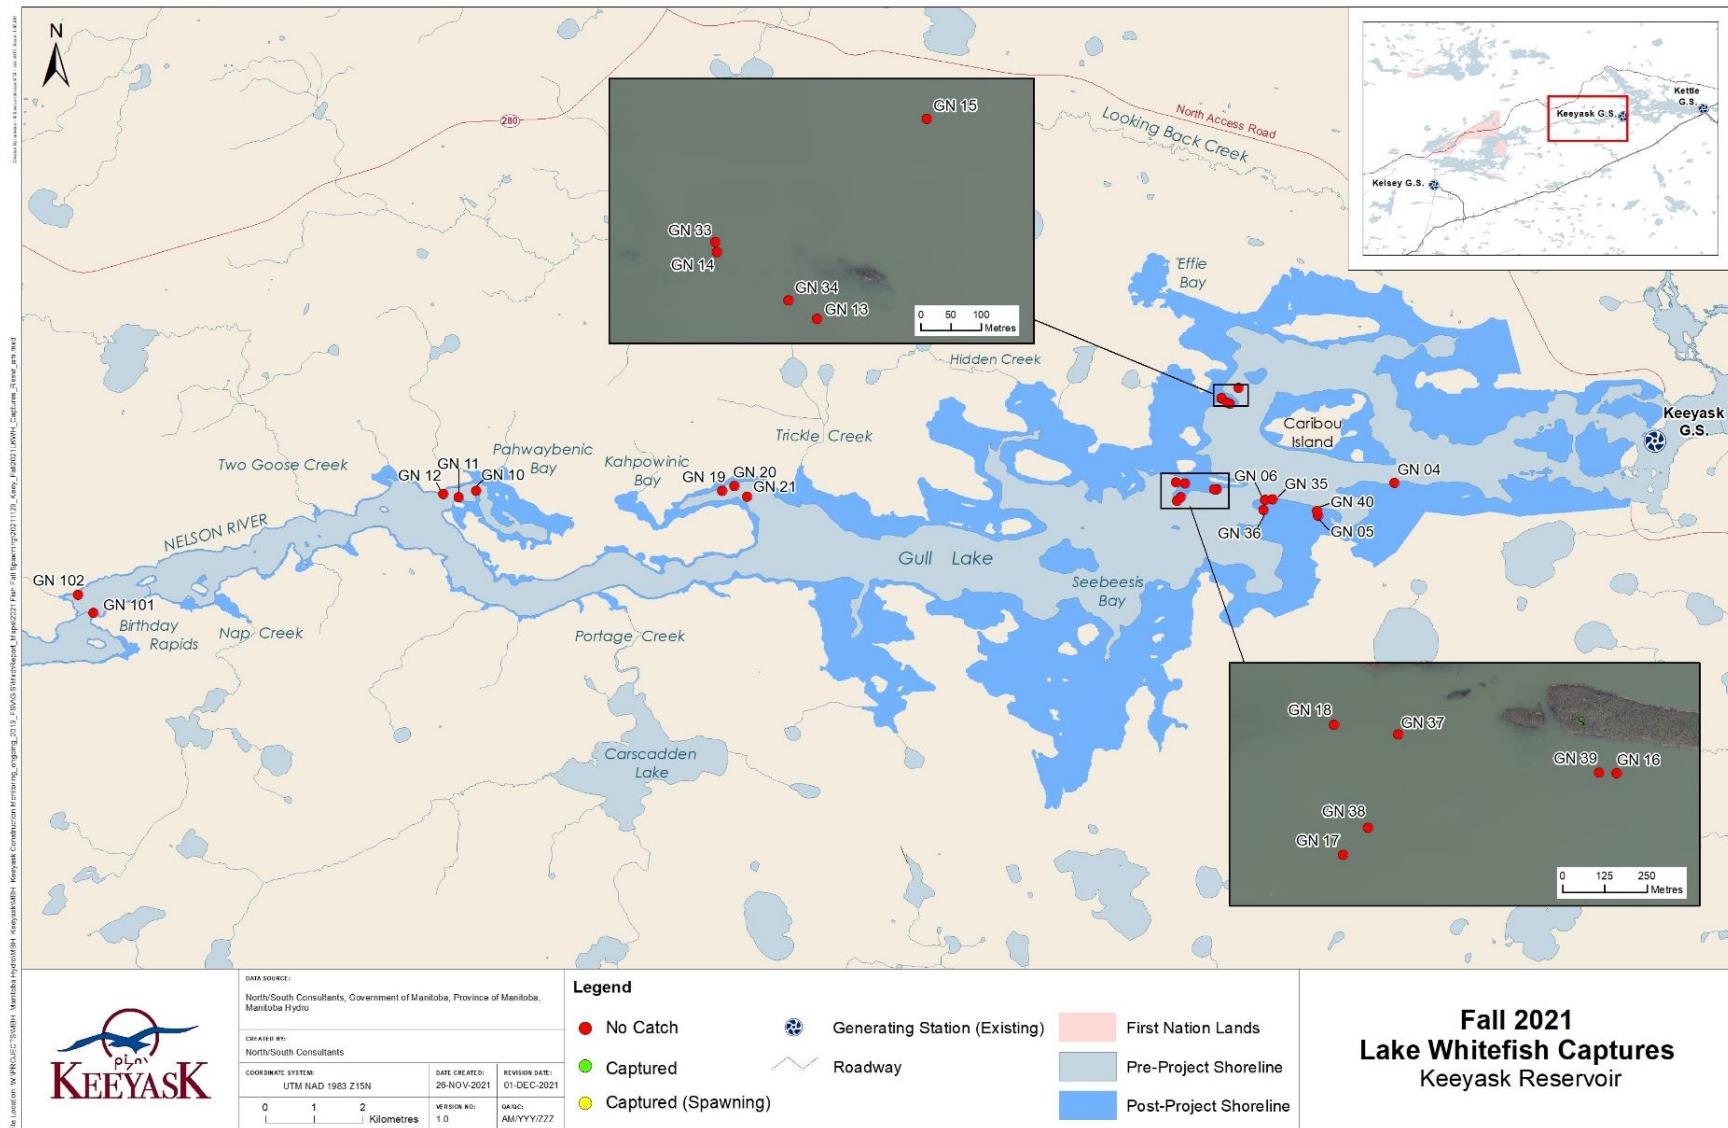 N
280
North Access Road
Looking Back Creek
GN 15
GN 33
GN 14
GN 34
GN 13
0 50 100
Metres
Kettle
G.S.
Keeyask G.S.
Kelsey G.S.
Effie
Bay
Hidden Creek
Caribou
Island
Keeyask
G.S.
Trickle Creek
Pahwaybenic
Bay
Kahpowinic
Bay
Two Goose Creek
GN 12
GN 11
GN 10
GN 19
GN 20
GN 21
GN 06
GN 35
GN 04
GN 40
GN 36
GN 05
NELSON RIVER
Gull Lake
Seebeesis
Bay
GN 102
GN 101
Birthday
Rapids
Nap Creek
Portage Creek
Carscadden
Lake
GN 18
GN 37
GN 39
GN 16
GN 38
GN 17
0 125 250
Metres
KEEYASK
DATA SOURCE:
North/South Consultants, Government of Manitoba, Province of Manitoba,
Manitoba Hydro
CREATED BY:
North/South Consultants
COORDINATE SYSTEM:
UTM NAD 1983 Z15N
DATE CREATED:
26-NOV-2021
REVISION DATE:
01-DEC-2021
0 1 2
Kilometres
VERSION NO:
1.0
QA/QC:
AM/YYY/ZZZ
Legend
No Catch
Captured
Captured (Spawning)
Generating Station (Existing)
Roadway
First Nation Lands
Pre-Project Shoreline
Post-Project Shoreline
Fall 2021
Lake Whitefish Captures
Keeyask Reservoir